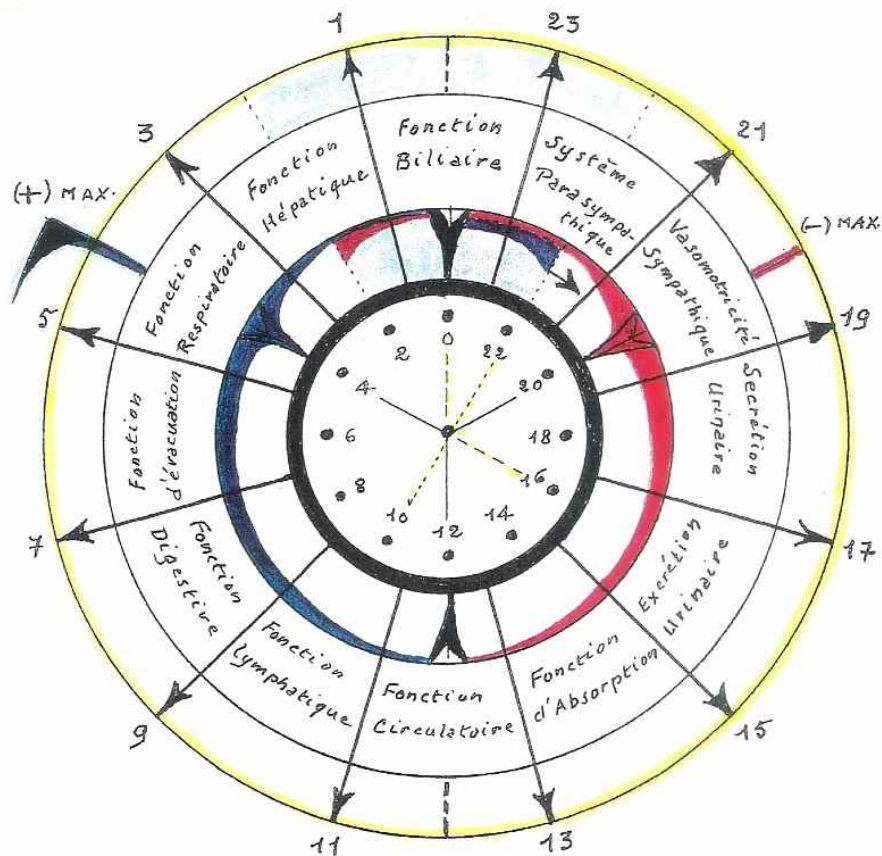 1
23
3
21
(+) MAX.
(-) MAX.
5
19
7
17
9
15
11
13
Fonction
Biliaire
Système
Parasympa-
thique
Vasomotricité
Sympathique
Secrétion
Urinaire
Excrétion
Urinaire
Fonction
d'Absorption
Fonction
Circulatoire
Fonction
Lymphatique
Fonction
Digestive
Fonction
d'évacuation
Fonction
Respiratoire
Fonction
Hépatique
0
22
20
18
16
14
12
10
8
6
4
2